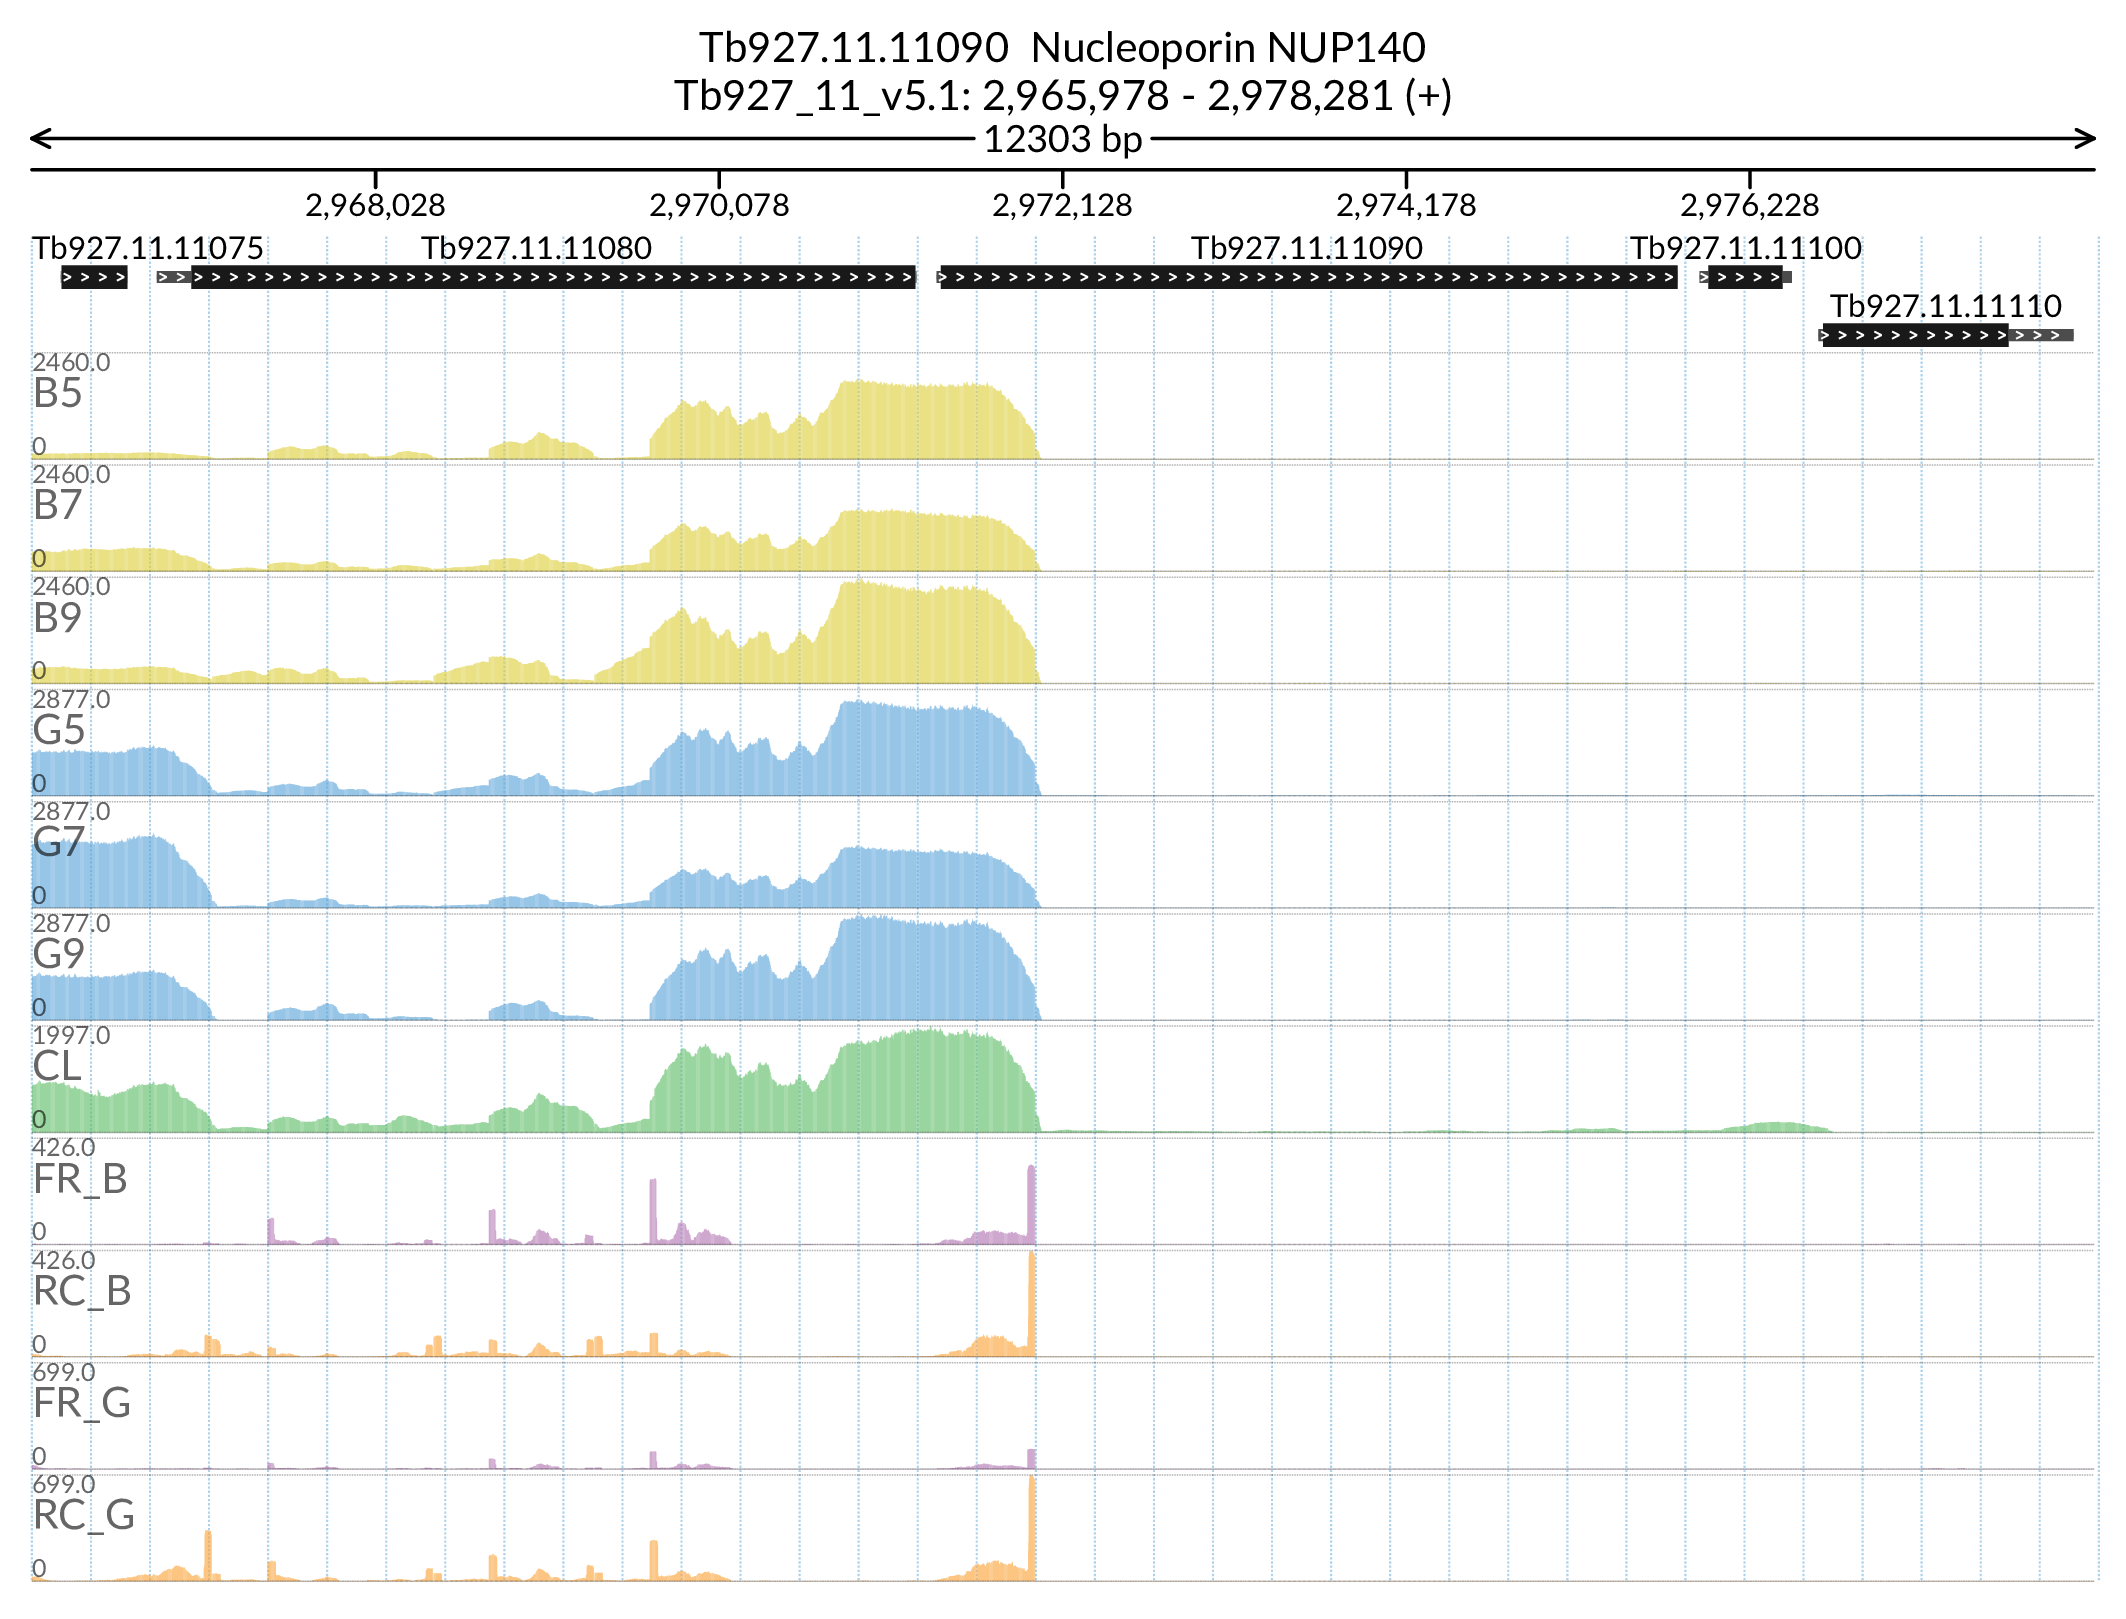 Tb927.11.11090  Nucleoporin NUP140
Tb927_11_v5.1: 2,965,978 - 2,978,281 (+)
12303 bp
2,968,028 2,970,078 2,972,128 2,974,178 2,976,228
Tb927.11.11075 Tb927.11.11080 Tb927.11.11090 Tb927.11.11100
Tb927.11.11110
2460.0
B5
0
2460.0
B7
0
2460.0
B9
0
2877.0
G5
0
2877.0
G7
0
2877.0
G9
0
1997.0
CL
0
426.0
FR_B
0
426.0
RC_B
0
699.0
FR_G
0
699.0
RC_G
0